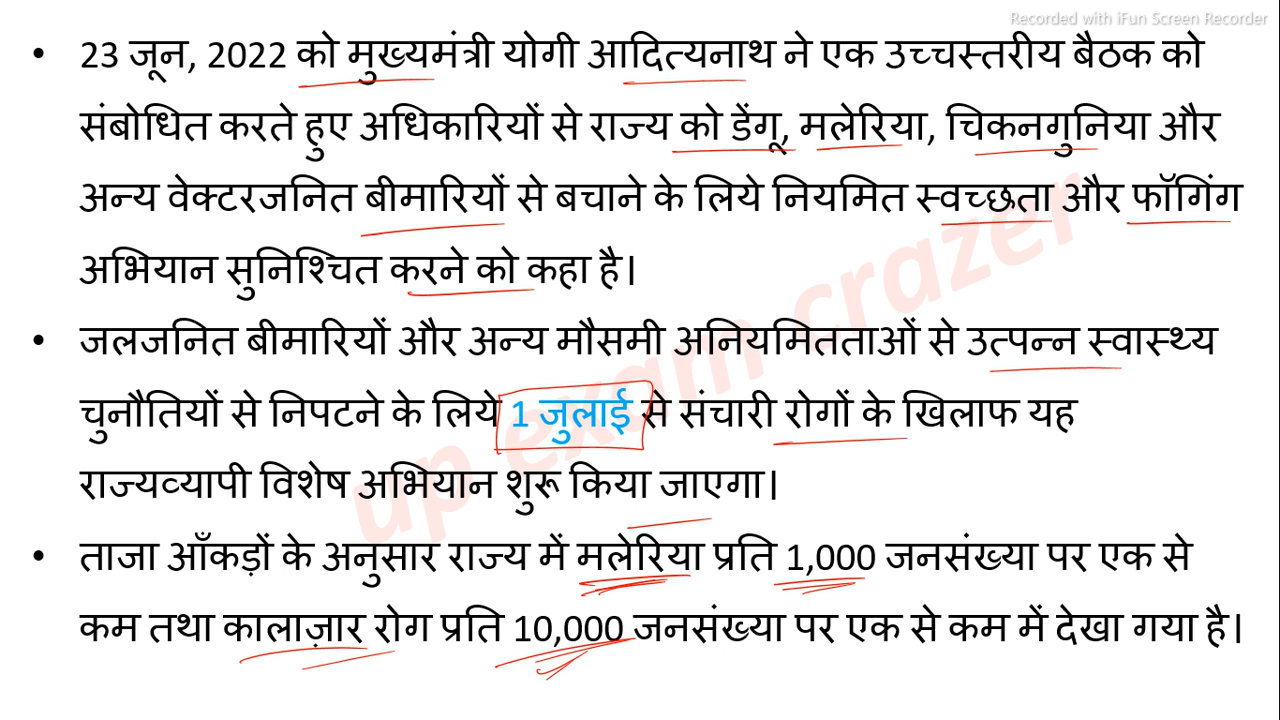 Recorded with iFun Screen Recorder
• 23 जून, 2022 को मुख्यमंत्री योगी आदित्यनाथ ने एक उच्चस्तरीय बैठक को
संबोधित करते हुए अधिकारियों से राज्य को डेंगू, मलेरिया, चिकनगुनिया और
अन्य वेक्टरजनित बीमारियों से बचाने के लिये नियमित स्वच्छता और फॉगिंग
अभियान सुनिश्चित करने को कहा है।
• जलजनित बीमारियों और अन्य मौसमी अनियमितताओं से उत्पन्न स्वास्थ्य
चुनौतियों से निपटने के लिये 1 जुलाई से संचारी रोगों के खिलाफ यह
राज्यव्यापी विशेष अभियान शुरू किया जाएगा।
• ताजा आँकड़ों के अनुसार राज्य में मलेरिया प्रति 1,000 जनसंख्या पर एक से
कम तथा कालाज़ार रोग प्रति 10,000 जनसंख्या पर एक से कम में देखा गया है।
up exam crazer